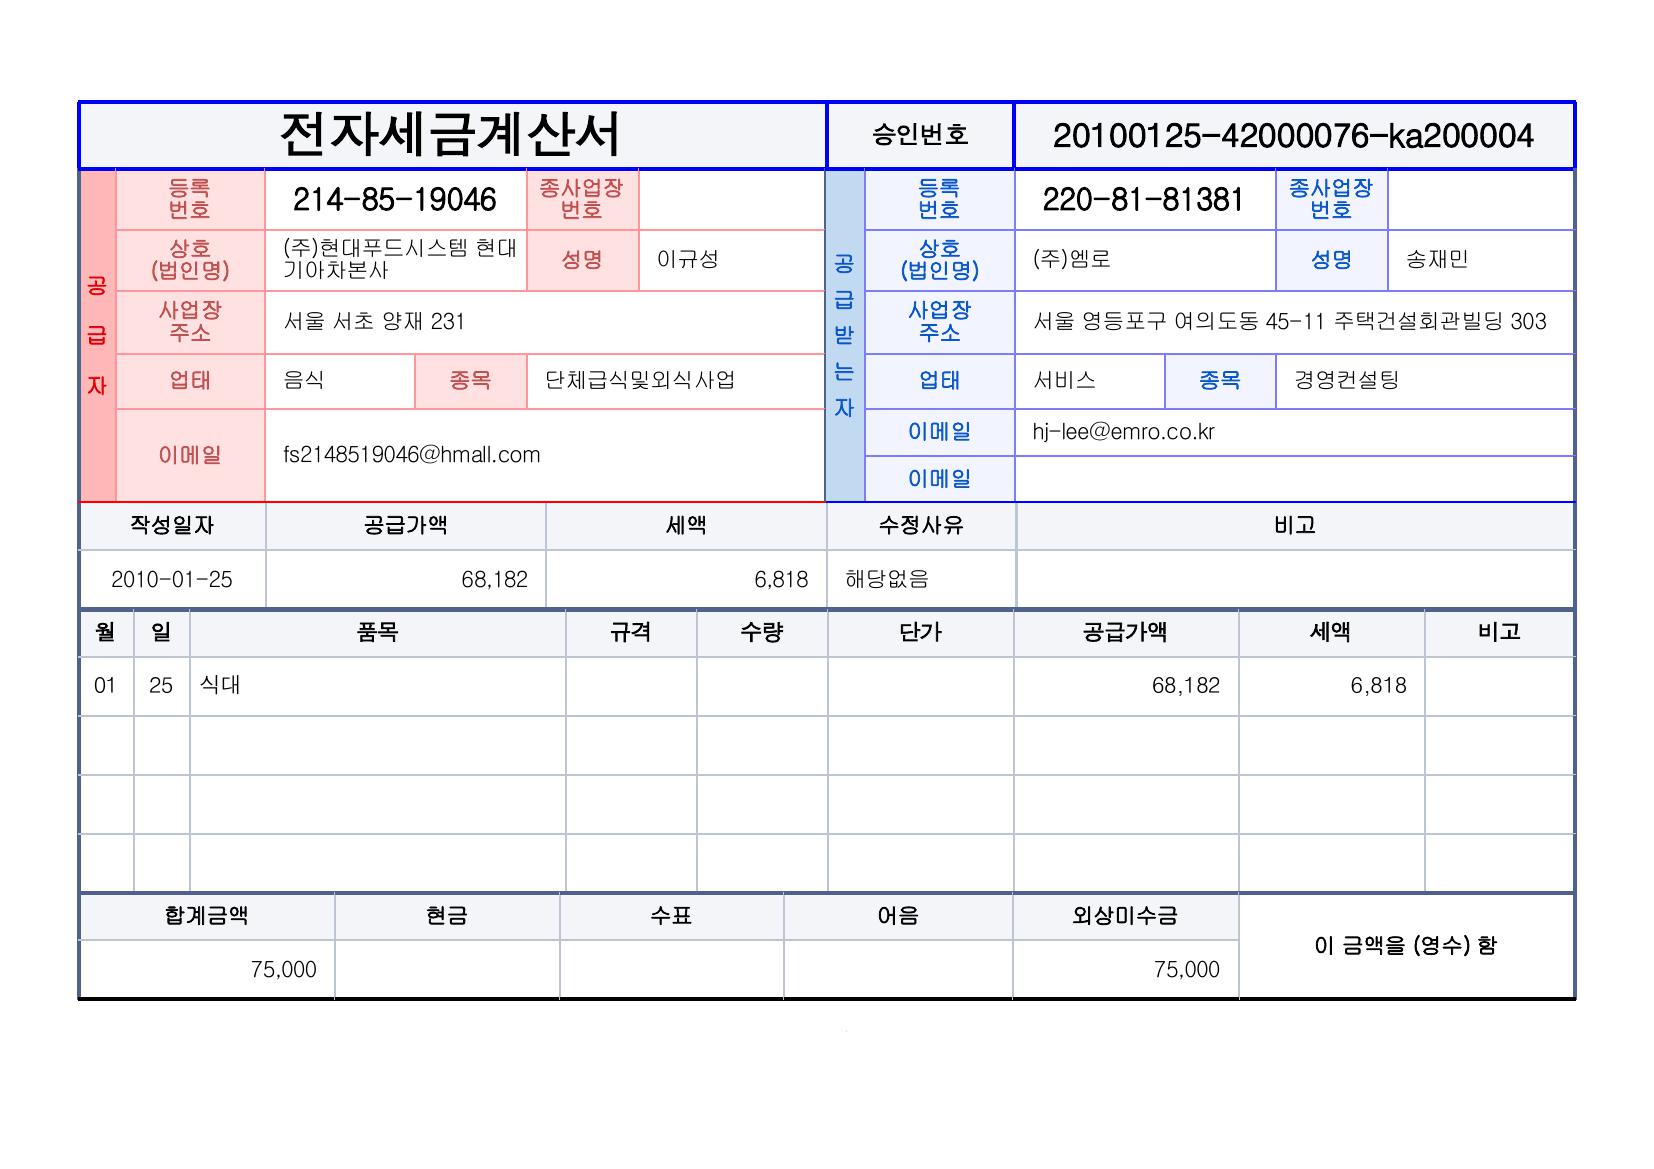 전자세금계산서 승인번호 20100125-42000076-ka200004
공급자
등록번호 214-85-19046 종사업장번호
상호(법인명) (주)현대푸드시스템 현대기아차본사 성명 이규성
사업장주소 서울 서초 양재 231
업태 음식 종목 단체급식및외식사업
이메일 fs2148519046@hmall.com
공급받는자
등록번호 220-81-81381 종사업장번호
상호(법인명) (주)엠로 성명 송재민
사업장주소 서울 영등포구 여의도동 45-11 주택건설회관빌딩 303
업태 서비스 종목 경영컨설팅
이메일 hj-lee@emro.co.kr
이메일
작성일자 공급가액 세액 수정사유 비고
2010-01-25 68,182 6,818 해당없음
월 일 품목 규격 수량 단가 공급가액 세액 비고
01 25 식대 68,182 6,818
합계금액 현금 수표 어음 외상미수금 이 금액을 (영수) 함
75,000 75,000